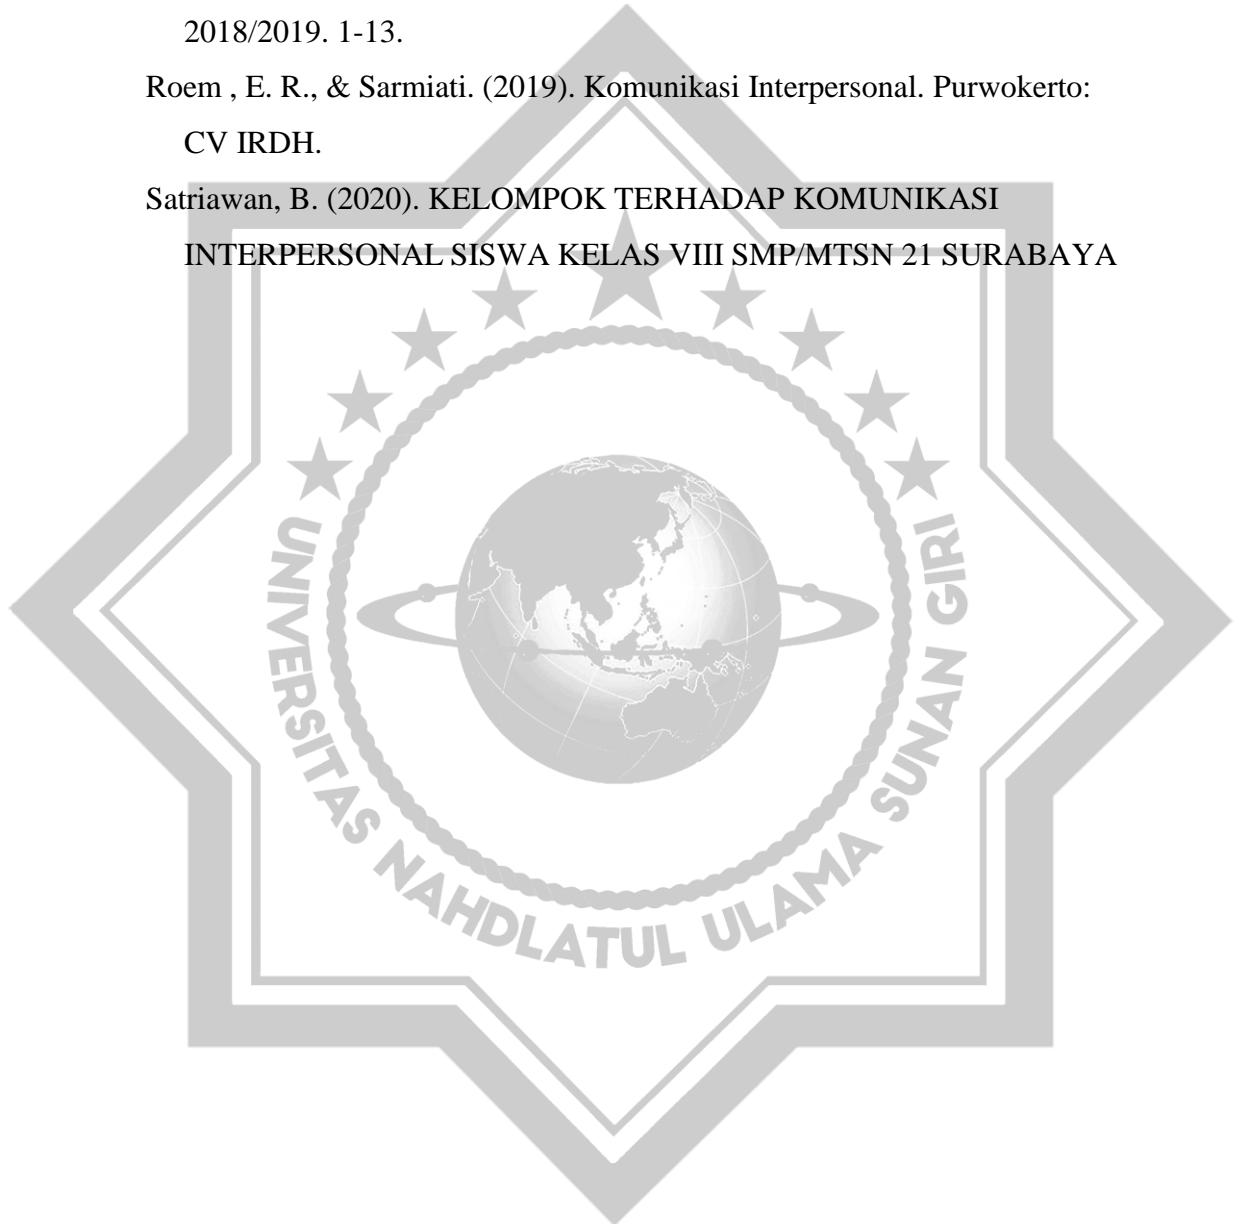 2018/2019. 1-13.
Roem , E. R., & Sarmiati. (2019). Komunikasi Interpersonal. Purwokerto:
CV IRDH.
Satriawan, B. (2020). KELOMPOK TERHADAP KOMUNIKASI
INTERPERSONAL SISWA KELAS VIII SMP/MTSN 21 SURABAYA
UNIVERSITAS NAHDLATUL ULAMA SUNAN GIRI